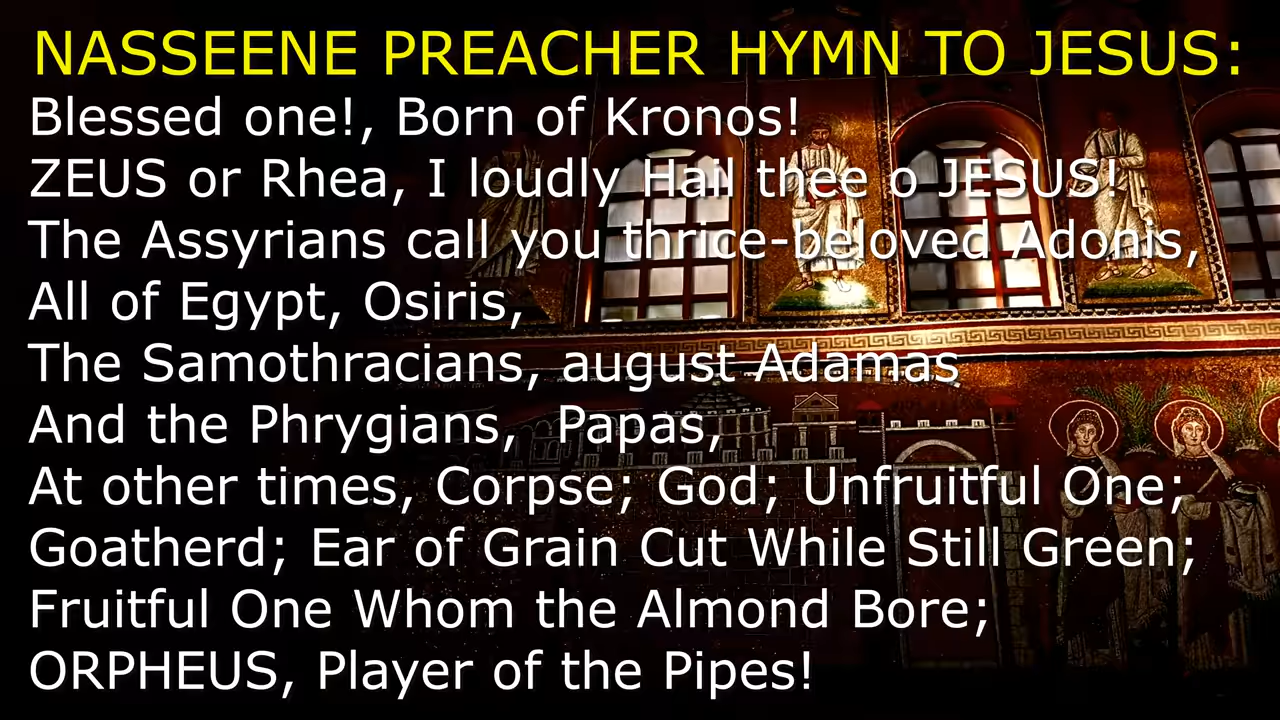 NASSEENE PREACHER HYMN TO JESUS:
Blessed one!, Born of Kronos!
ZEUS or Rhea, I loudly Hail thee o JESUS!
The Assyrians call you thrice-beloved Adonis,
All of Egypt, Osiris,
The Samothracians, august Adamas
And the Phrygians, Papas,
At other times, Corpse; God; Unfruitful One;
Goatherd; Ear of Grain Cut While Still Green;
Fruitful One Whom the Almond Bore;
ORPHEUS, Player of the Pipes!